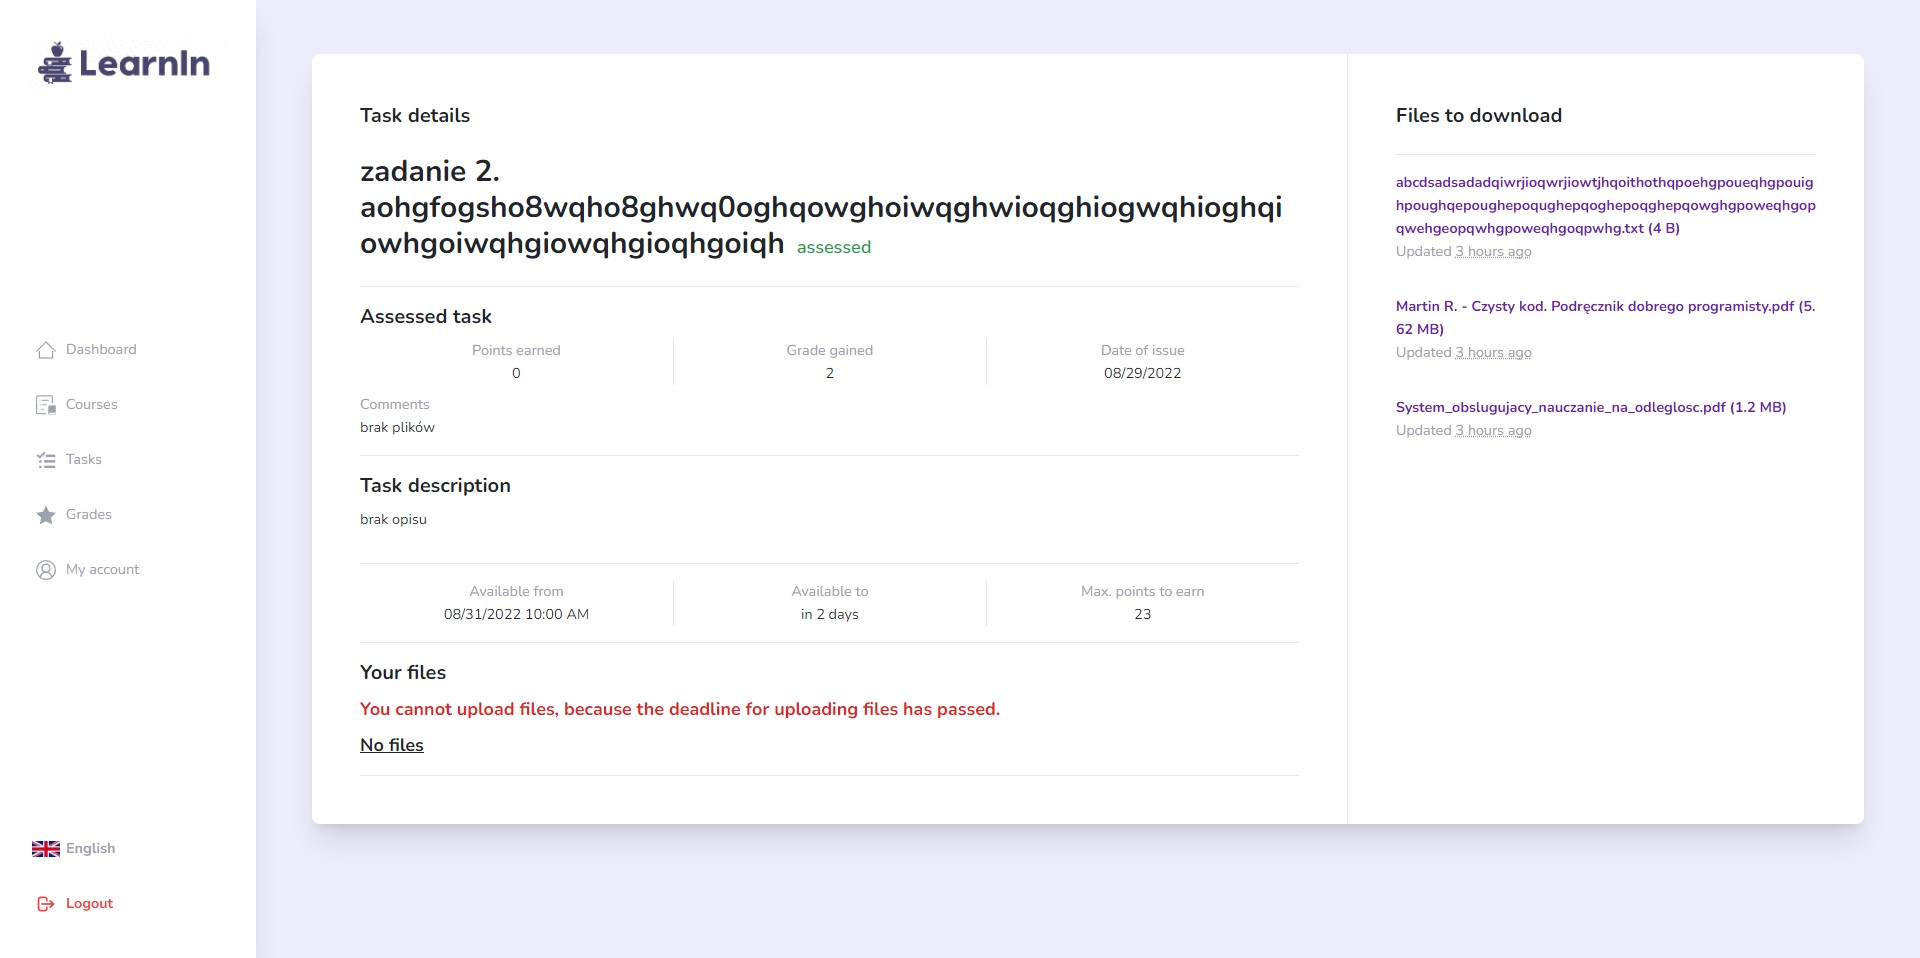 LearnIn
Dashboard
Courses
Tasks
Grades
My account
English
Logout
Task details
zadanie 2.
aohgfogsho8wqho8ghwq0oghqowghoiwqghwioqghiogwqhioghqi
owhgoiwqhgiowqhgioqhgoiqh assessed
Assessed task
Points earned Grade gained Date of issue
0 2 08/29/2022
Comments
brak plików
Task description
brak opisu
Available from Available to Max. points to earn
08/31/2022 10:00 AM in 2 days 23
Your files
You cannot upload files, because the deadline for uploading files has passed.
No files
Files to download
abcdsadsadadqiwrjioqwrjiowtjhqoithothqpoehgpoueqhgpouig
hpoughqepoughepoqughepqoghepoqghepqowghgpoweqhgop
qwehgeopqwhgpoweqhgoqpwhg.txt (4 B)
Updated 3 hours ago
Martin R. - Czysty kod. Podręcznik dobrego programisty.pdf (5.
62 MB)
Updated 3 hours ago
System_obslugujacy_nauczanie_na_odleglosc.pdf (1.2 MB)
Updated 3 hours ago